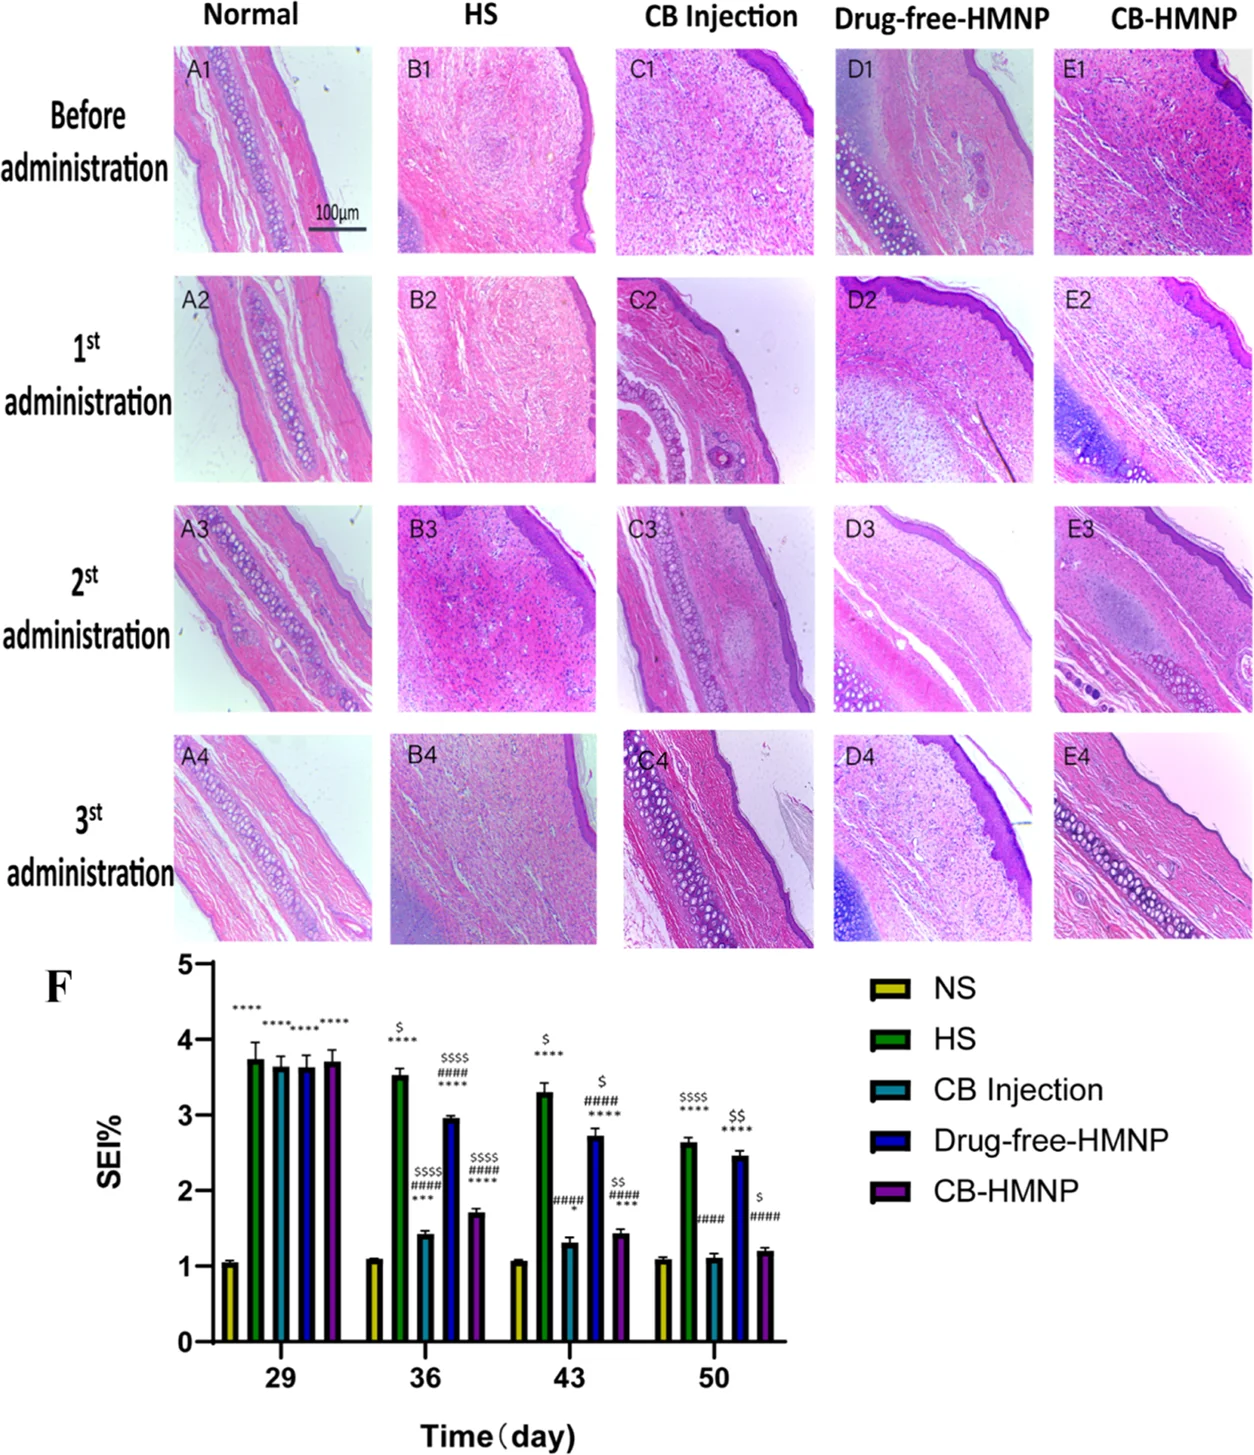 Normal HS CB Injection Drug-free-HMNP CB-HMNP
Before
administration
A1 B1 C1 D1 E1
100μm
1st
administration
A2 B2 C2 D2 E2
2st
administration
A3 B3 C3 D3 E3
3st
administration
A4 B4 C4 D4 E4
F
SEI%
5
4
3
2
1
0
**** **** **** ****
$
****
$$$$
####
***
$$$$
####
****
$$$$
####
****
$
****
####
*
$
####
****
$$
####
***
$$$$
****
####
$$
****
$
####
29 36 43 50
Time（day)
NS
HS
CB Injection
Drug-free-HMNP
CB-HMNP